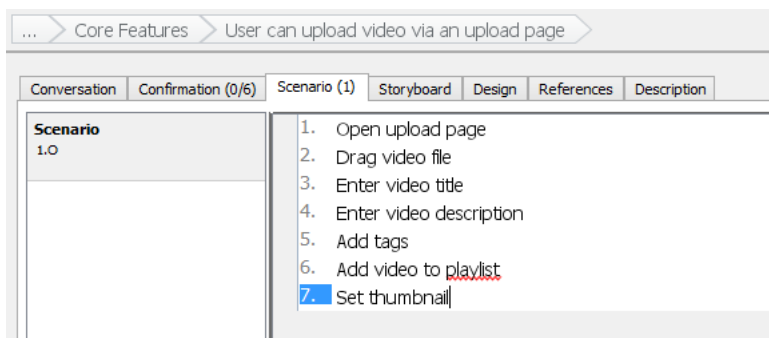 ... Core Features User can upload video via an upload page
Conversation Confirmation (0/6) Scenario (1) Storyboard Design References Description
Scenario
1.0
1. Open upload page
2. Drag video file
3. Enter video title
4. Enter video description
5. Add tags
6. Add video to playlist
7. Set thumbnail